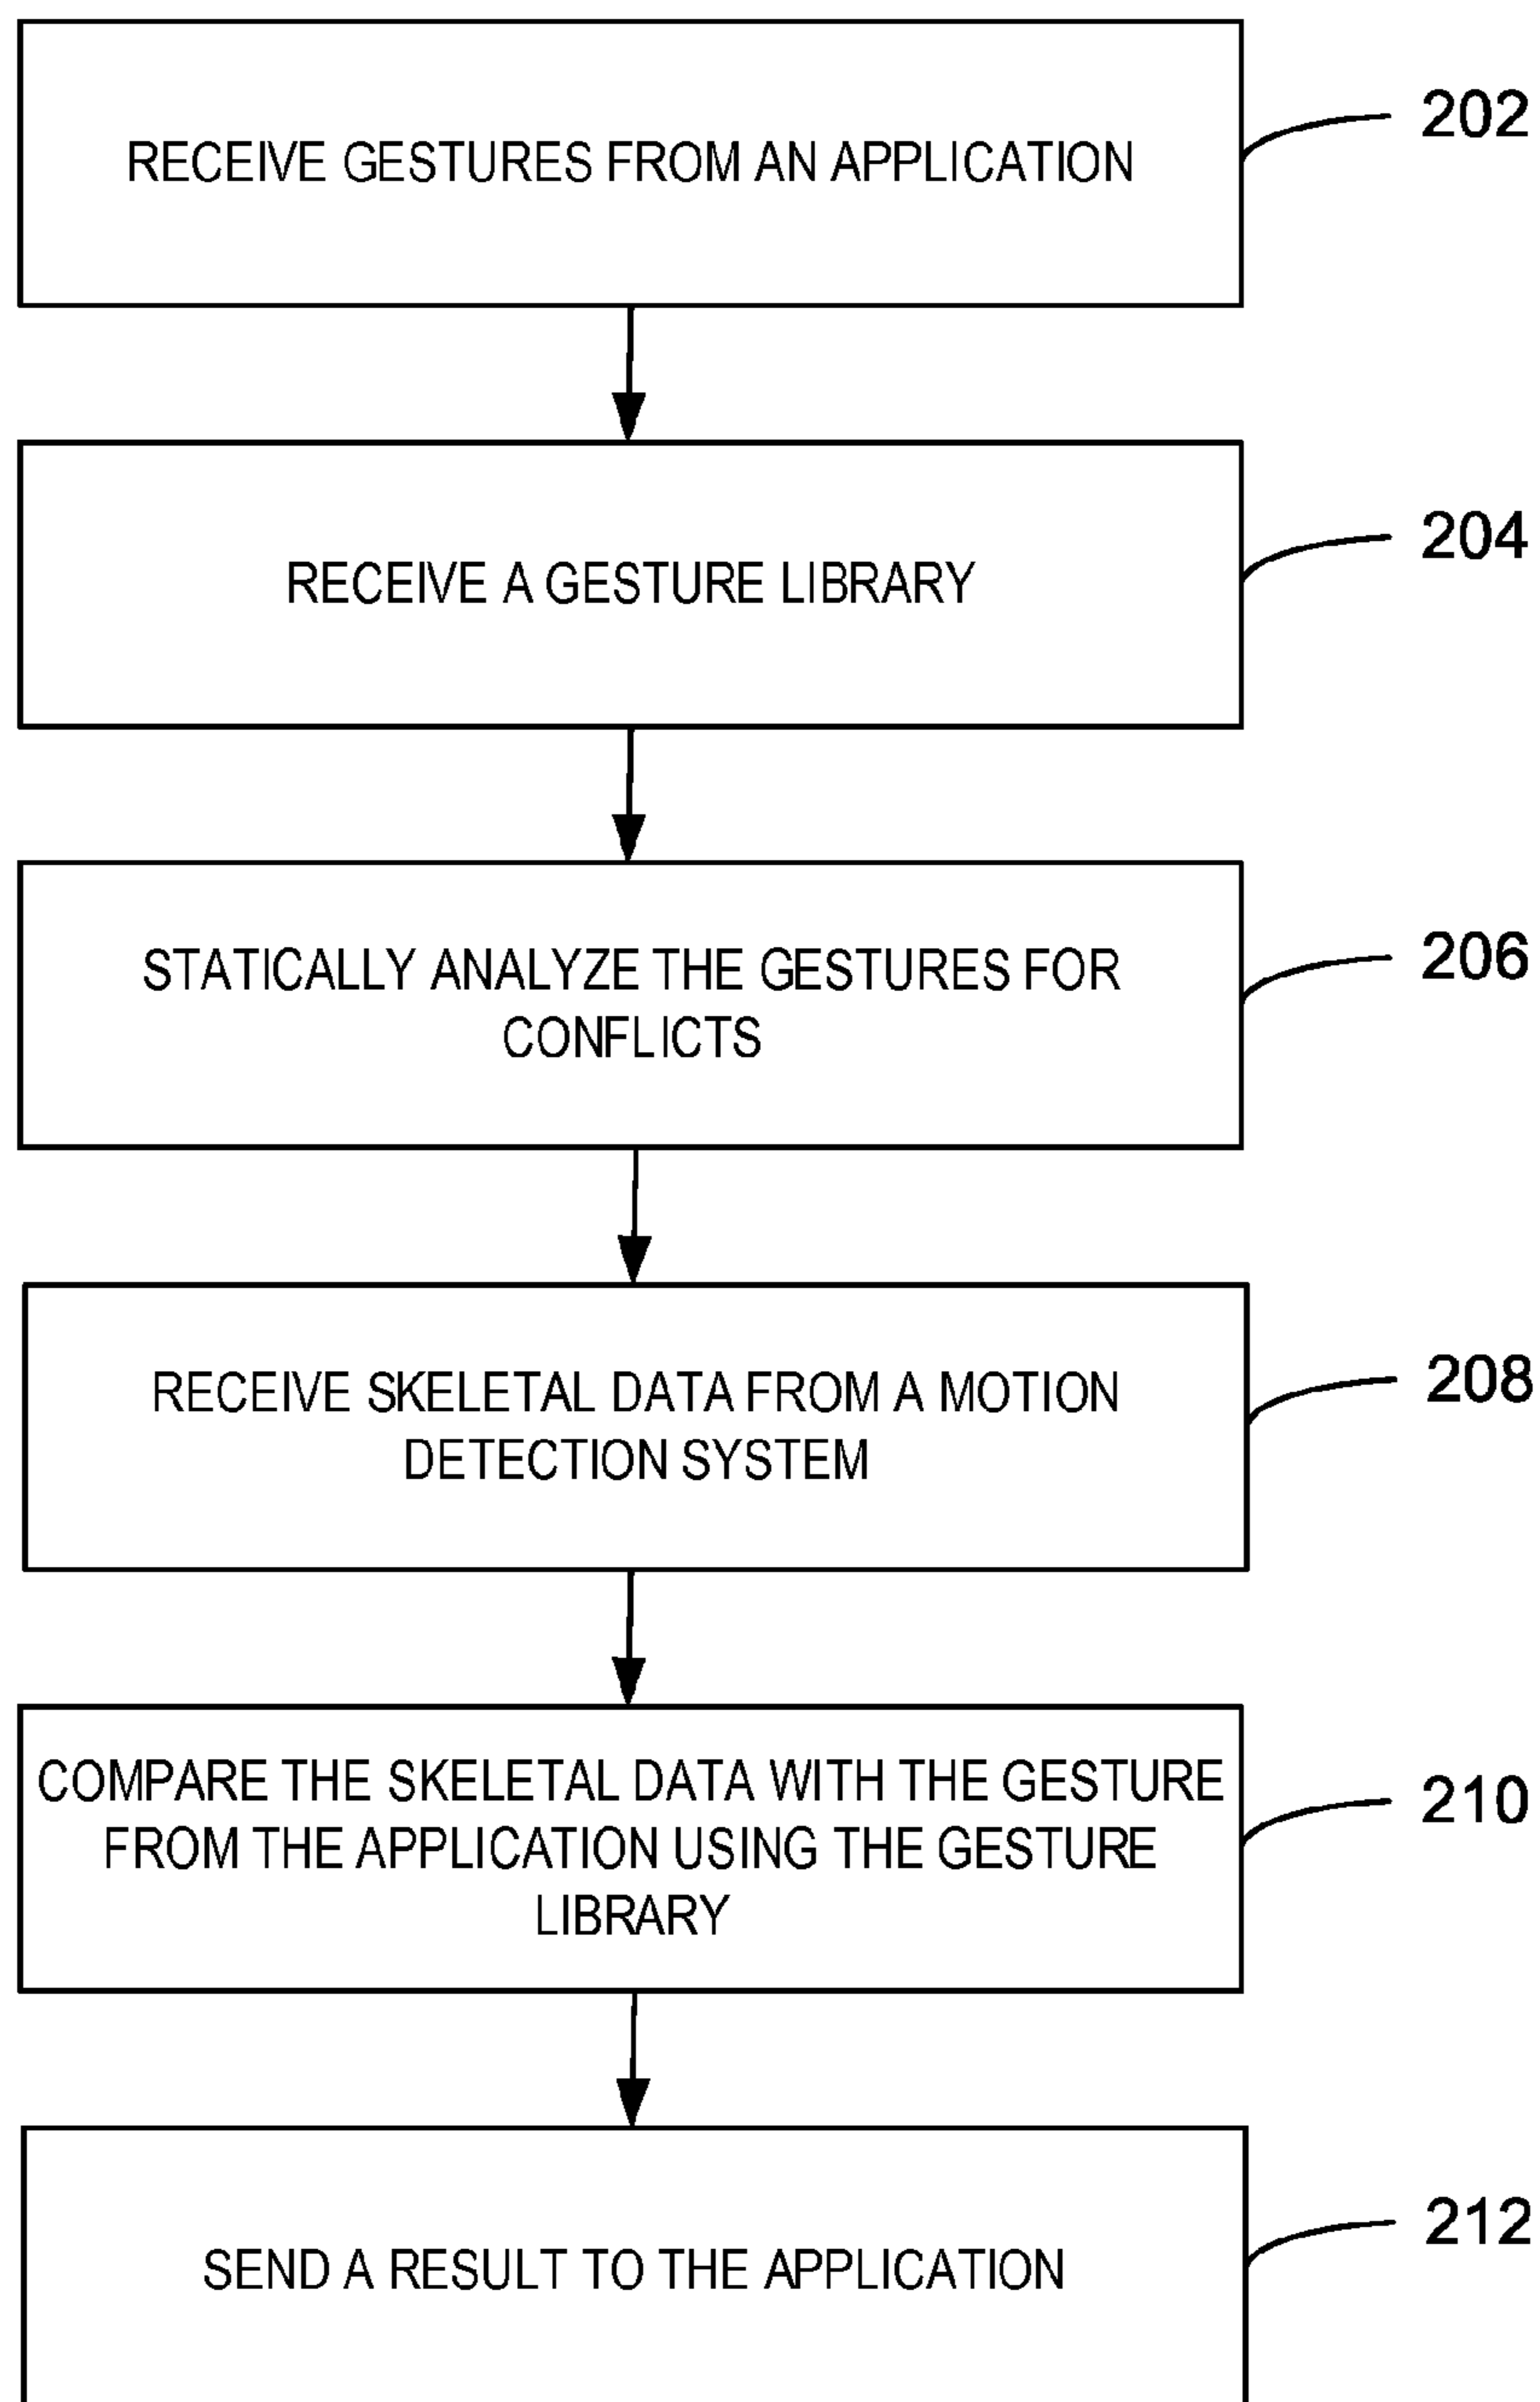 RECEIVE GESTURES FROM AN APPLICATION
202
RECEIVE A GESTURE LIBRARY
204
STATICALLY ANALYZE THE GESTURES FOR
CONFLICTS
206
RECEIVE SKELETAL DATA FROM A MOTION
DETECTION SYSTEM
208
COMPARE THE SKELETAL DATA WITH THE GESTURE
FROM THE APPLICATION USING THE GESTURE
LIBRARY
210
SEND A RESULT TO THE APPLICATION
212